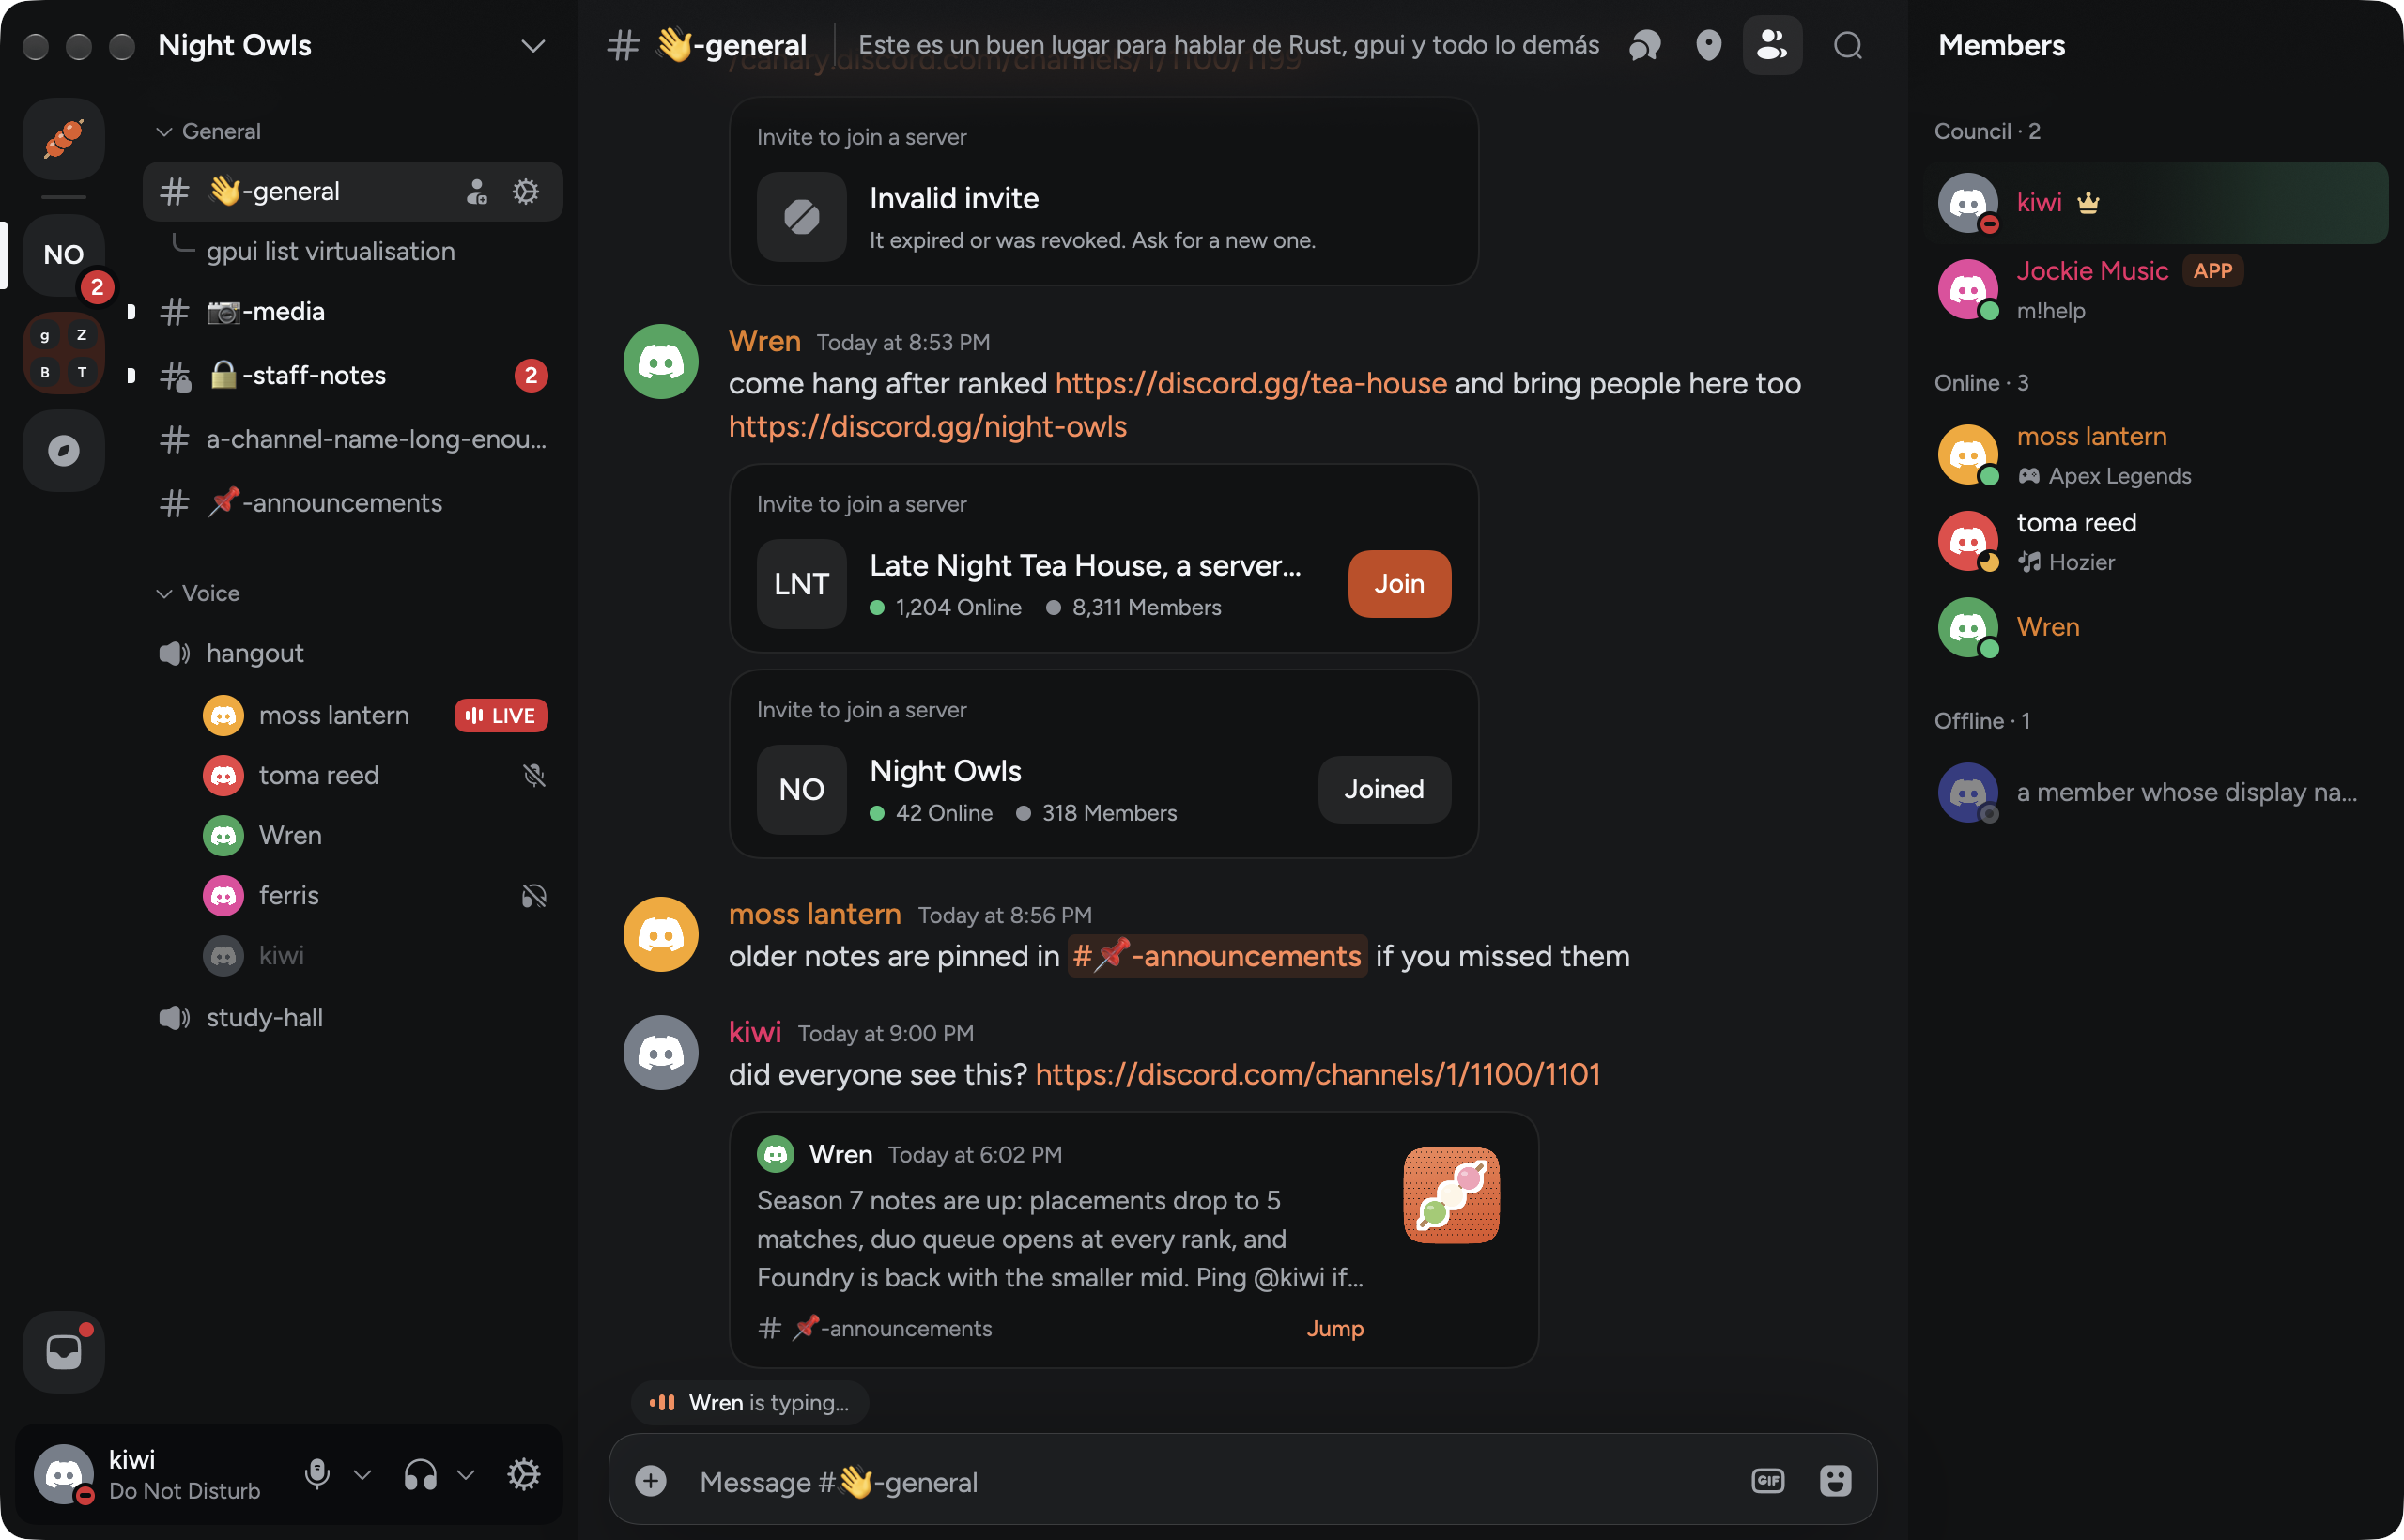 Night Owls
NO
2
g Z
B T
General
👋-general
gpui list virtualisation
📷-media
🔒-staff-notes 2
a-channel-name-long-enou...
📌-announcements
Voice
hangout
moss lantern LIVE
toma reed
Wren
ferris
kiwi
study-hall
kiwi
Do Not Disturb
# 👋-general Este es un buen lugar para hablar de Rust, gpui y todo lo demás
/canary.discord.com/channels/1/1100/1199
Invite to join a server
Invalid invite
It expired or was revoked. Ask for a new one.
Wren Today at 8:53 PM
come hang after ranked https://discord.gg/tea-house and bring people here too
https://discord.gg/night-owls
Invite to join a server
LNT
Late Night Tea House, a server...
1,204 Online 8,311 Members
Join
Invite to join a server
NO
Night Owls
42 Online 318 Members
Joined
moss lantern Today at 8:56 PM
older notes are pinned in #📌-announcements if you missed them
kiwi Today at 9:00 PM
did everyone see this? https://discord.com/channels/1/1100/1101
Wren Today at 6:02 PM
Season 7 notes are up: placements drop to 5
matches, duo queue opens at every rank, and
Foundry is back with the smaller mid. Ping @kiwi if...
# 📌-announcements Jump
Wren is typing...
Message #👋-general
GIF
Members
Council · 2
kiwi
Jockie Music APP
m!help
Online · 3
moss lantern
Apex Legends
toma reed
Hozier
Wren
Offline · 1
a member whose display na...